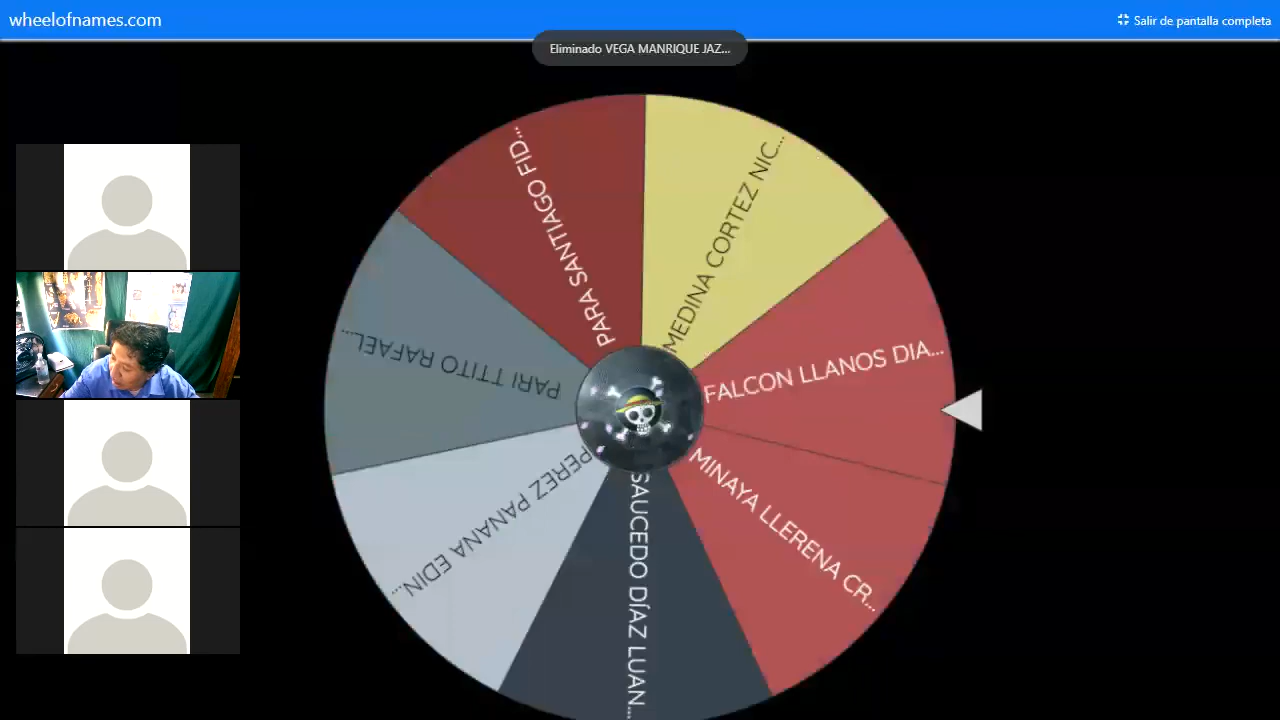 wheelofnames.com
Salir de pantalla completa
Eliminado VEGA MANRIQUE JAZ...
PARA SANTIAGO FID...
MEDINA CORTEZ NIC...
FALCON LLANOS DIA...
MINAYA LLERENA CR...
SAUCEDO DÍAZ LUAN...
PEREZ PANANA EDIN...
PARI TTITO RAFAEL...